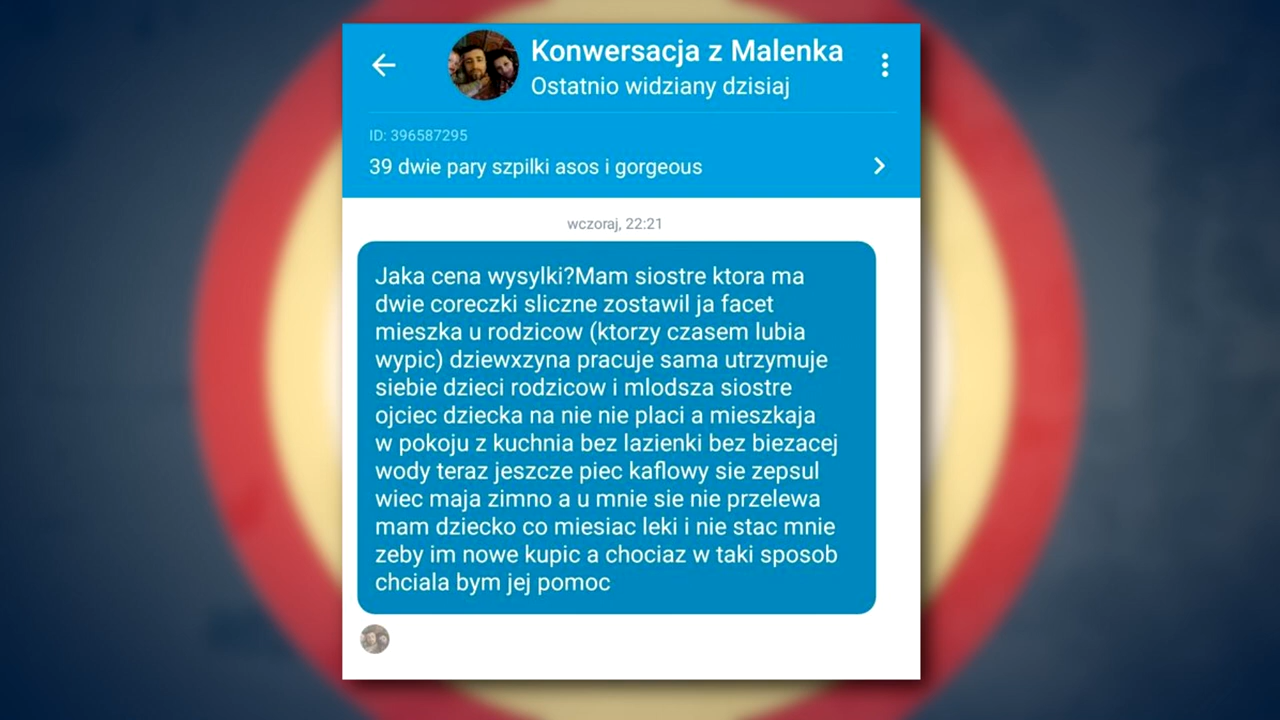 Konwersacja z Malenka
Ostatnio widziany dzisiaj
ID: 396587295
39 dwie pary szpilki asos i gorgeous
wczoraj, 22:21
Jaka cena wysylki?Mam siostre ktora ma
dwie coreczki sliczne zostawil ja facet
mieszka u rodzicow (ktorzy czasem lubia
wypic) dziewxzyna pracuje sama utrzymuje
siebie dzieci rodzicow i mlodsza siostre
ojciec dziecka na nie nie placi a mieszkaja
w pokoju z kuchnia bez lazienki bez biezacej
wody teraz jeszcze piec kaflowy sie zepsul
wiec maja zimno a u mnie sie nie przelewa
mam dziecko co miesiac leki i nie stac mnie
zeby im nowe kupic a chociaz w taki sposob
chciala bym jej pomoc